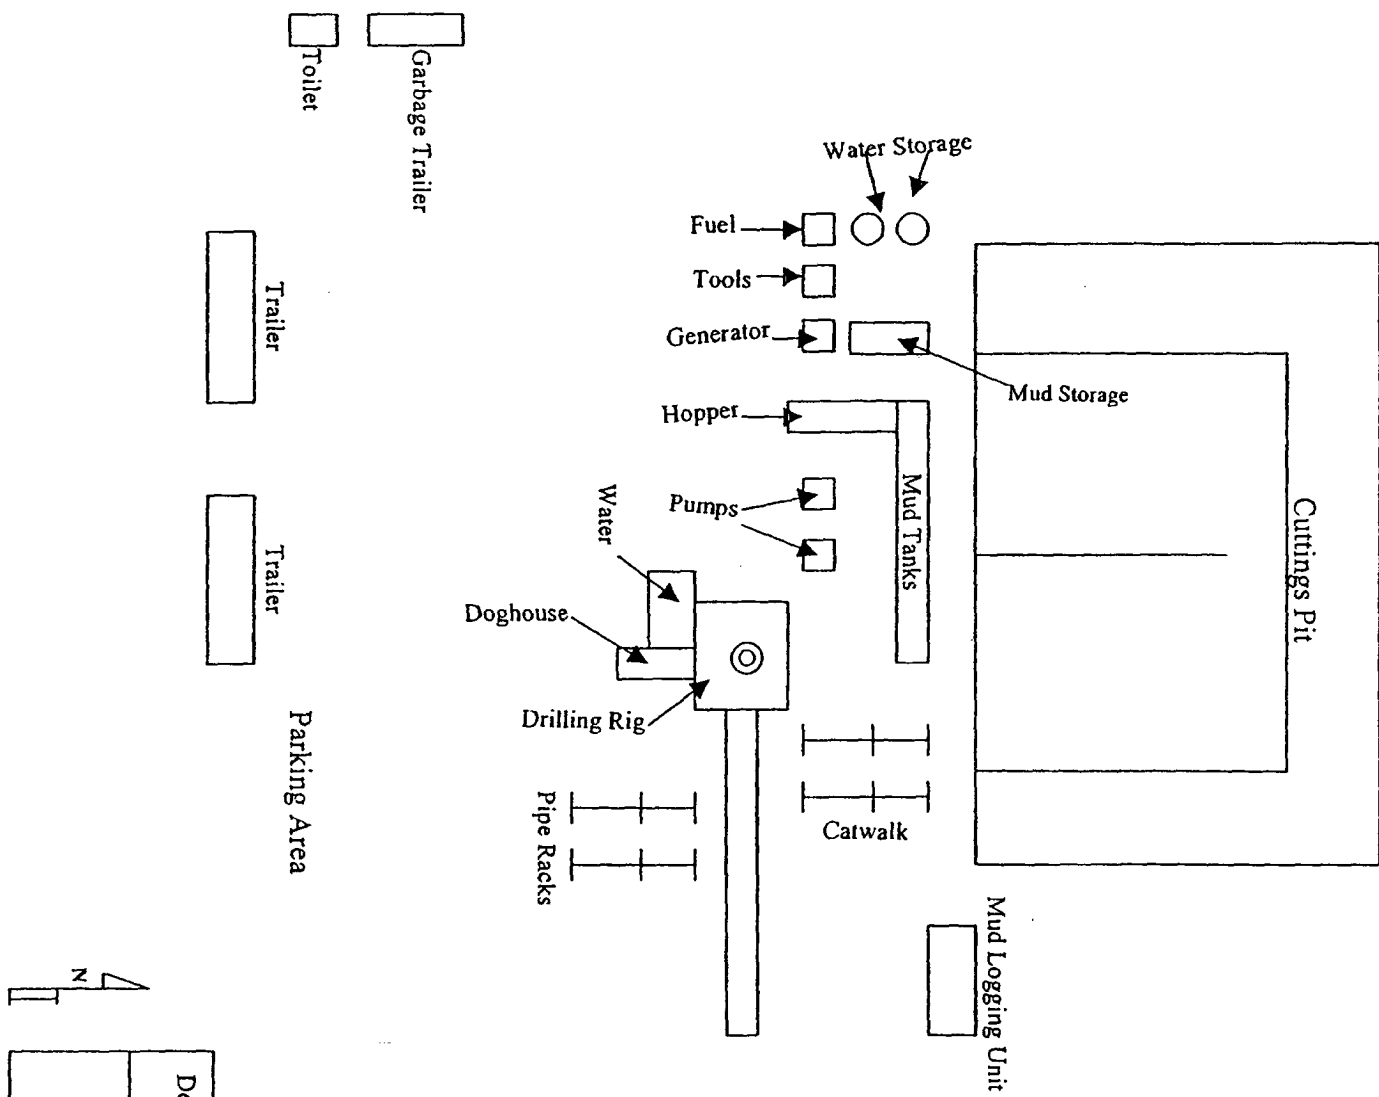 Toilet
Garbage Trailer
Water Storage
Fuel
Tools
Generator
Mud Storage
Hopper
Trailer
Mud Tanks
Pumps
Water
Cuttings Pit
Trailer
Doghouse
Drilling Rig
Parking Area
Pipe Racks
Catwalk
Mud Logging Unit
N